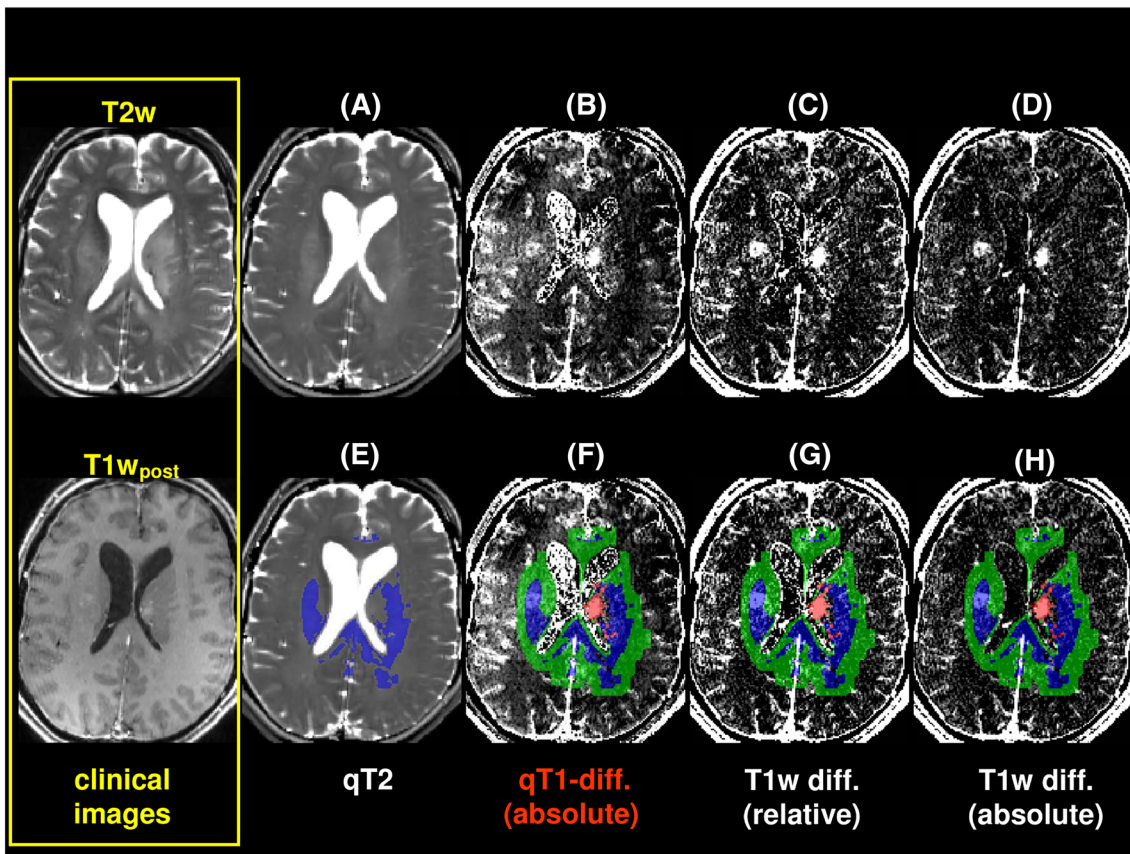 T2w
(A)
(B)
(C)
(D)
T1wpost
(E)
(F)
(G)
(H)
clinical
images
qT2
qT1-diff.
(absolute)
T1w diff.
(relative)
T1w diff.
(absolute)